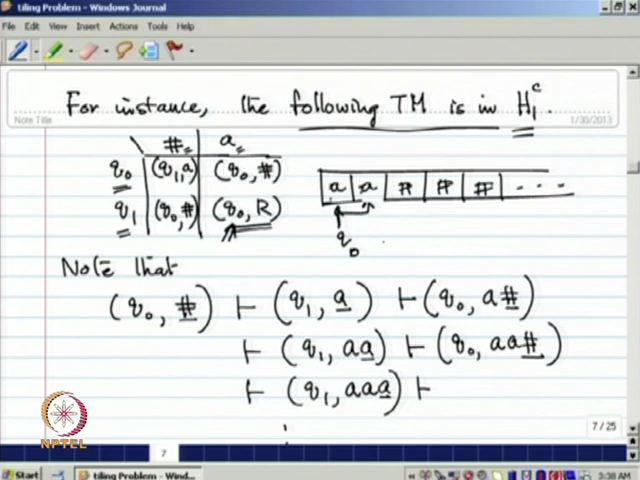 tiling Problem - Windows Journal
File Edit View Insert Actions Tools Help
For instance, the following TM is in H₁ᶜ.
Note Title
1/30/2013
# a
q₀ (q₁, a) (q₀, #)
q₁ (q₀, #) (q₀, R)
a a # # # ...
q₀
Note that
(q₀, #) ⊢ (q₁, a) ⊢ (q₀, a#)
⊢ (q₁, aa) ⊢ (q₀, aa#)
⊢ (q₁, aaa) ⊢
NPTEL
7 / 25
7
Start tiling Problem - Wind... 3:38 AM